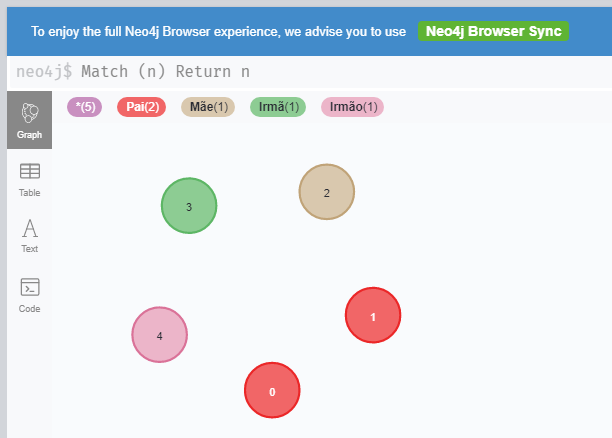 To enjoy the full Neo4j Browser experience, we advise you to use Neo4j Browser Sync
neo4j$ Match (n) Return n
*(5) Pai(2) Mãe(1) Irmã(1) Irmão(1)
Graph
Table
Text
Code
3
2
1
4
0